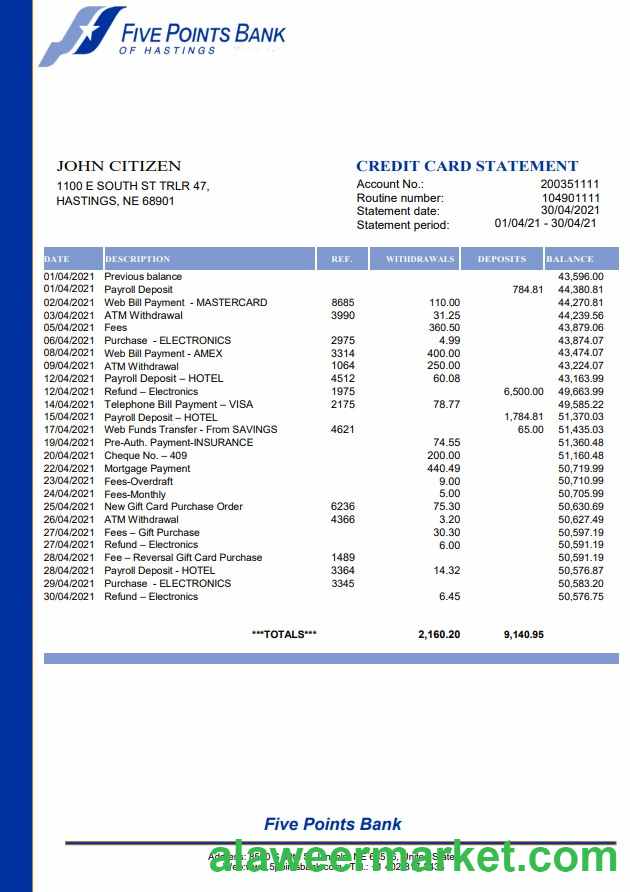 FIVE POINTS BANK
OF HASTINGS
JOHN CITIZEN
1100 E SOUTH ST TRLR 47,
HASTINGS, NE 68901
CREDIT CARD STATEMENT
Account No.: 200351111
Routine number: 104901111
Statement date: 30/04/2021
Statement period: 01/04/21 - 30/04/21
DATE DESCRIPTION REF. WITHDRAWALS DEPOSITS BALANCE
01/04/2021 Previous balance 43,596.00
01/04/2021 Payroll Deposit 784.81 44,380.81
02/04/2021 Web Bill Payment - MASTERCARD 8685 110.00 44,270.81
03/04/2021 ATM Withdrawal 3990 31.25 44,239.56
05/04/2021 Fees 360.50 43,879.06
06/04/2021 Purchase - ELECTRONICS 2975 4.99 43,874.07
08/04/2021 Web Bill Payment - AMEX 3314 400.00 43,474.07
09/04/2021 ATM Withdrawal 1064 250.00 43,224.07
12/04/2021 Payroll Deposit – HOTEL 4512 60.08 43,163.99
12/04/2021 Refund – Electronics 1975 6,500.00 49,663.99
14/04/2021 Telephone Bill Payment – VISA 2175 78.77 49,585.22
15/04/2021 Payroll Deposit – HOTEL 1,784.81 51,370.03
17/04/2021 Web Funds Transfer - From SAVINGS 4621 65.00 51,435.03
19/04/2021 Pre-Auth. Payment-INSURANCE 74.55 51,360.48
20/04/2021 Cheque No. – 409 200.00 51,160.48
22/04/2021 Mortgage Payment 440.49 50,719.99
23/04/2021 Fees-Overdraft 9.00 50,710.99
24/04/2021 Fees-Monthly 5.00 50,705.99
25/04/2021 New Gift Card Purchase Order 6236 75.30 50,630.69
26/04/2021 ATM Withdrawal 4366 3.20 50,627.49
27/04/2021 Fees – Gift Purchase 30.30 50,597.19
27/04/2021 Refund – Electronics 6.00 50,591.19
28/04/2021 Fee – Reversal Gift Card Purchase 1489 50,591.19
28/04/2021 Payroll Deposit - HOTEL 3364 14.32 50,576.87
29/04/2021 Purchase - ELECTRONICS 3345 50,583.20
30/04/2021 Refund – Electronics 6.45 50,576.75
***TOTALS*** 2,160.20 9,140.95
Five Points Bank
alaweermarket.com